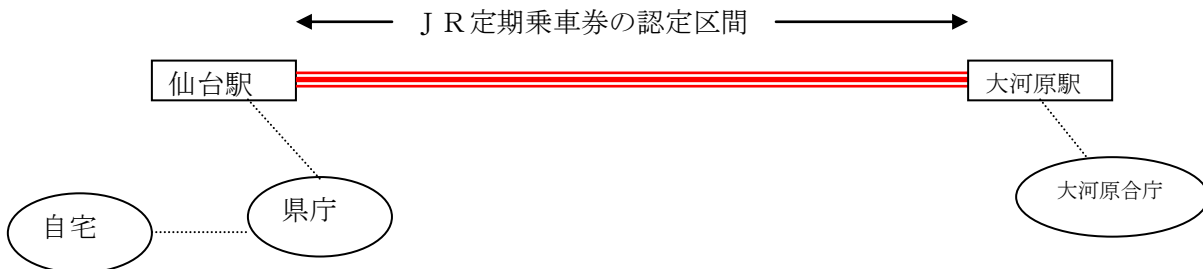 ＪＲ定期乗車券の認定区間
仙台駅
大河原駅
県庁
大河原合庁
自宅